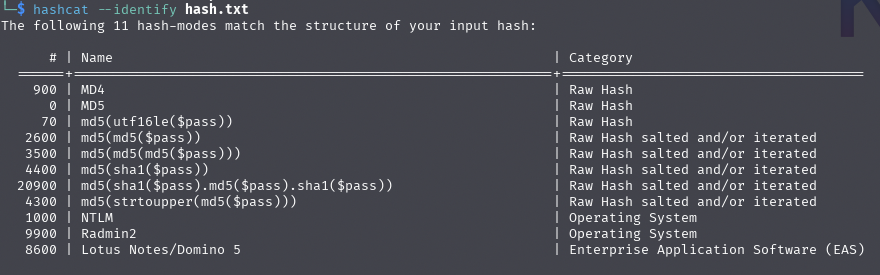 └─$ hashcat --identify hash.txt
The following 11 hash-modes match the structure of your input hash:
# | Name | Category
======+============================================================+======================================
900 | MD4 | Raw Hash
0 | MD5 | Raw Hash
70 | md5(utf16le($pass)) | Raw Hash
2600 | md5(md5($pass)) | Raw Hash salted and/or iterated
3500 | md5(md5(md5($pass))) | Raw Hash salted and/or iterated
4400 | md5(sha1($pass)) | Raw Hash salted and/or iterated
20900 | md5(sha1($pass).md5($pass).sha1($pass)) | Raw Hash salted and/or iterated
4300 | md5(strtoupper(md5($pass))) | Raw Hash salted and/or iterated
1000 | NTLM | Operating System
9900 | Radmin2 | Operating System
8600 | Lotus Notes/Domino 5 | Enterprise Application Software (EAS)